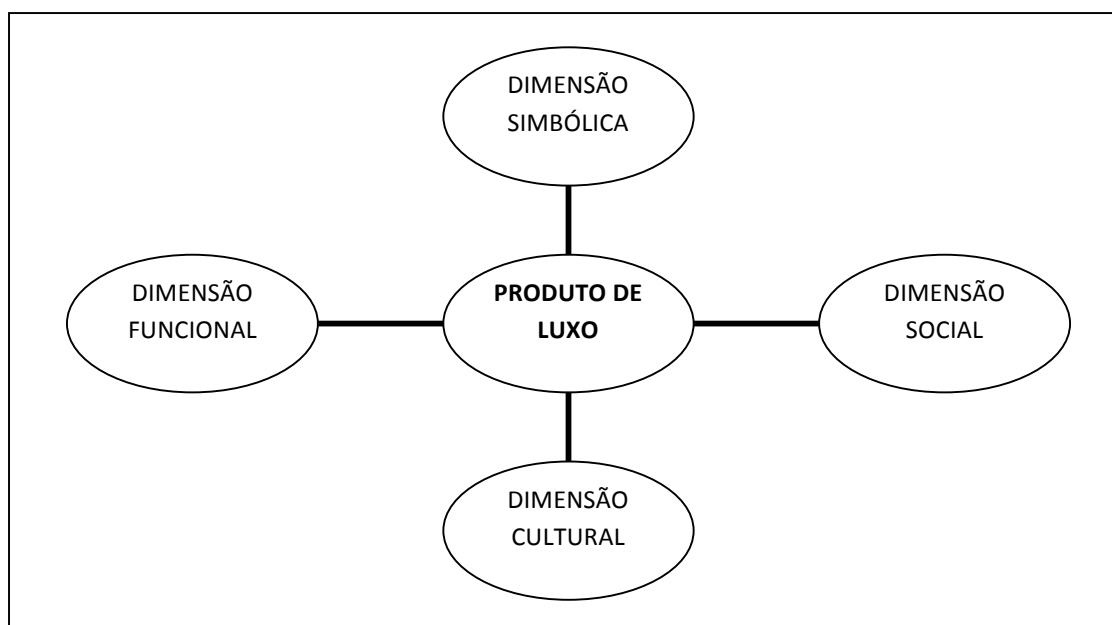 DIMENSÃO
SIMBÓLICA
DIMENSÃO
FUNCIONAL
PRODUTO DE
LUXO
DIMENSÃO
SOCIAL
DIMENSÃO
CULTURAL